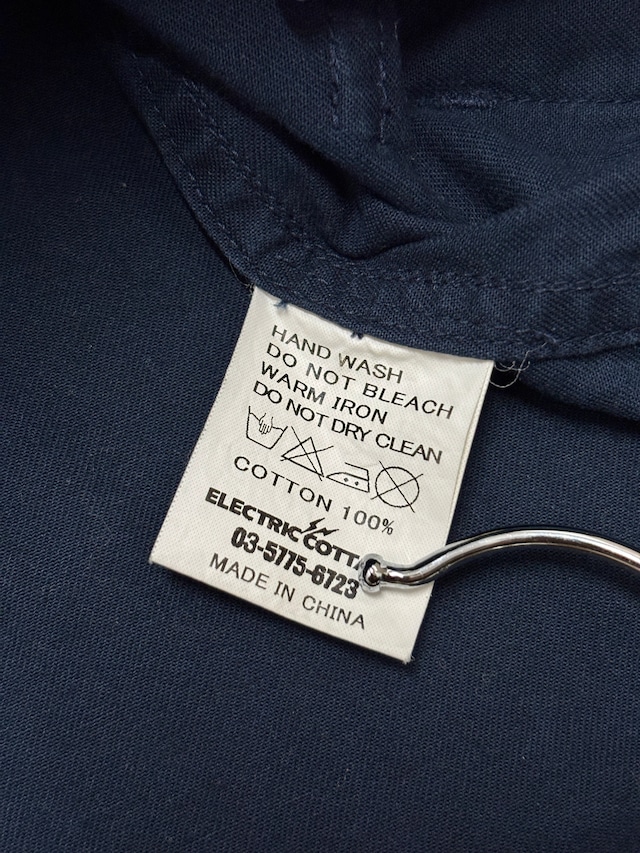 HAND WASH
DO NOT BLEACH
WARM IRON
DO NOT DRY CLEAN
COTTON 100%
ELECTRIC COTT
03-5775-6723
MADE IN CHINA